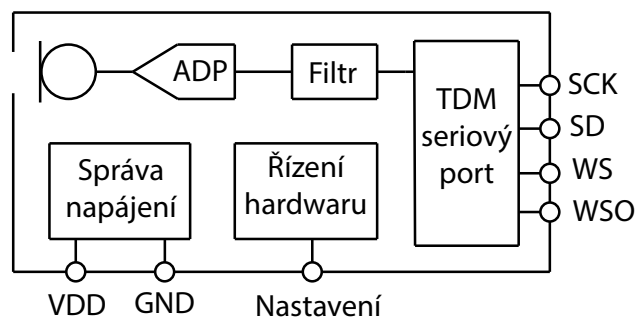 ADP
Filtr
TDM
seriový
port
SCK
SD
WS
WSO
Správa
napájení
Řízení
hardwaru
VDD
GND
Nastavení